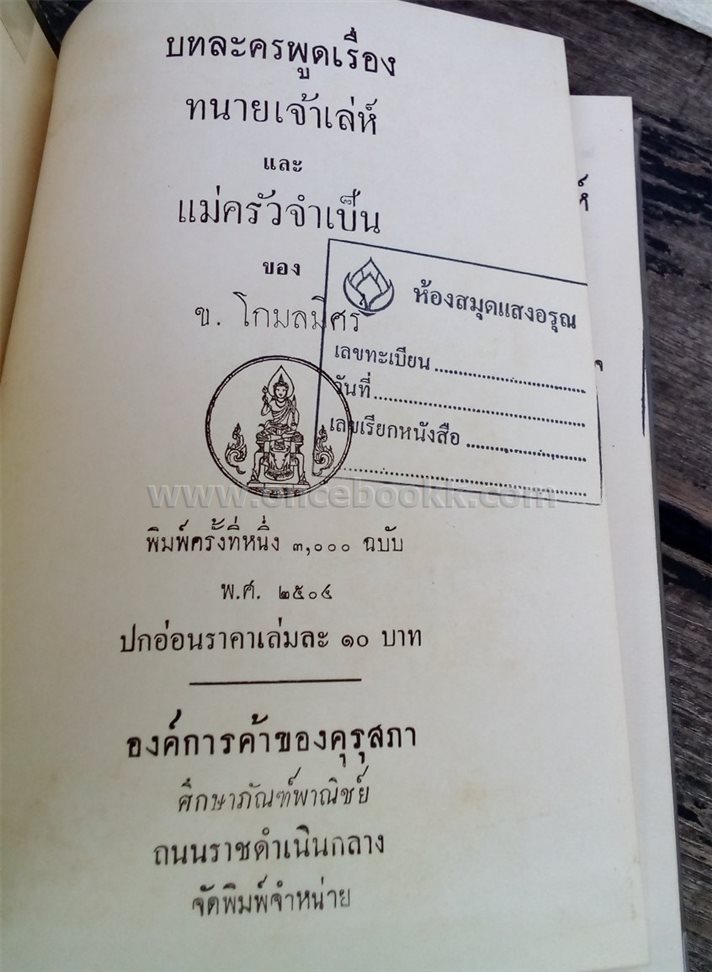 บทละครพูดเรื่อง
ทนายเจ้าเล่ห์
และ
แม่ครัวจำเป็น
ของ
ข. โกมลมิศร์
ห้องสมุดแสงอรุณ
เลขทะเบียน
วันที่
เลขเรียกหนังสือ
www.oncebookk.com
พิมพ์ครั้งที่หนึ่ง ๓,๐๐๐ ฉบับ
พ.ศ. ๒๕๐๔
ปกอ่อนราคาเล่มละ ๑๐ บาท
องค์การค้าของคุรุสภา
ศึกษาภัณฑ์พาณิชย์
ถนนราชดำเนินกลาง
จัดพิมพ์จำหน่าย